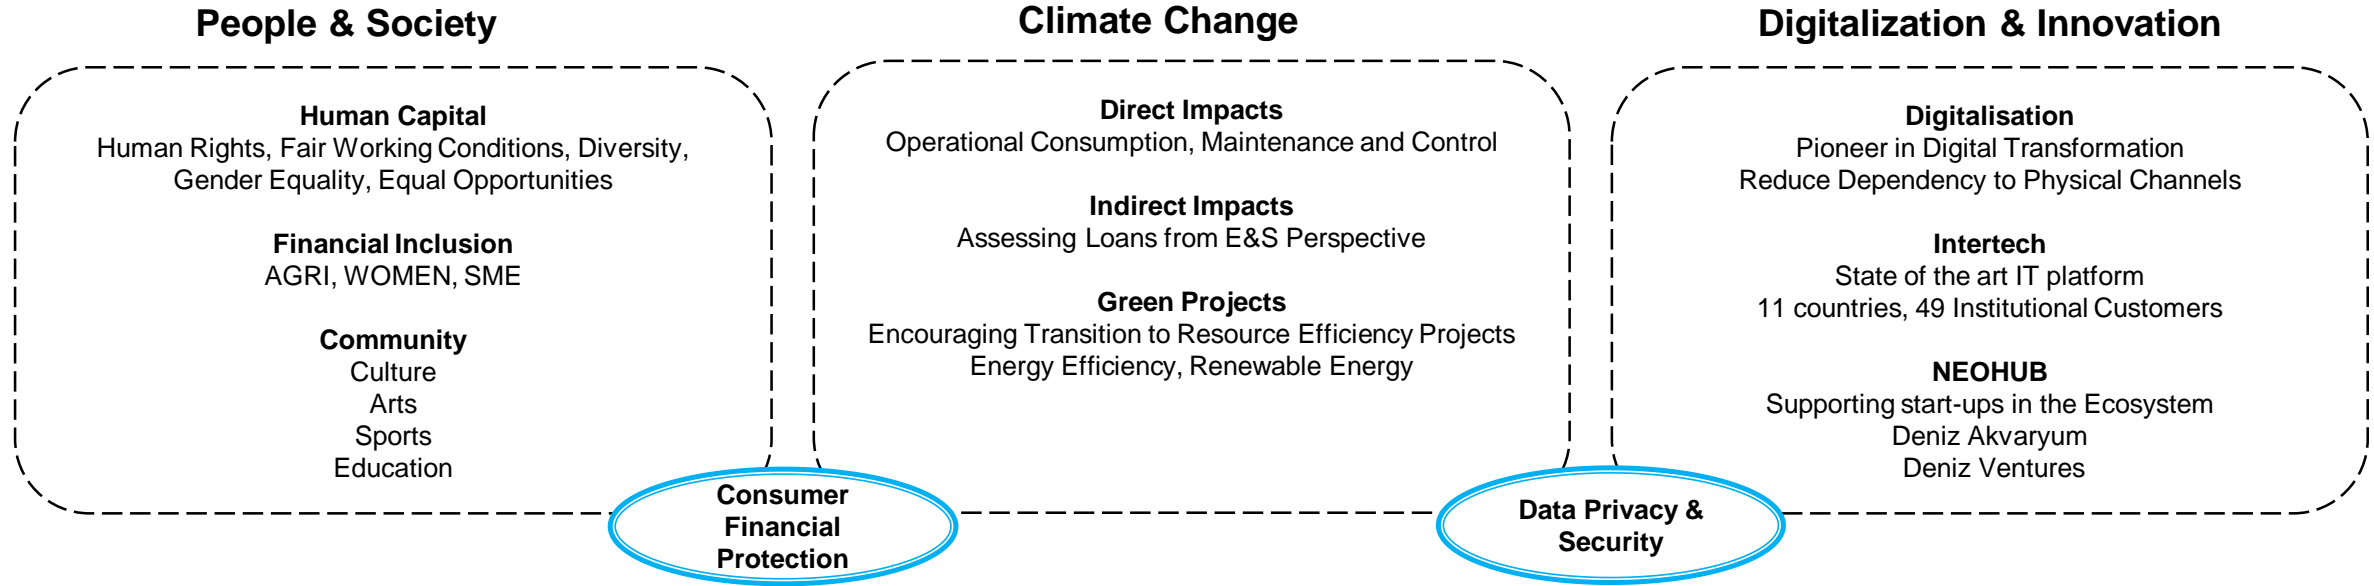 People & Society
Human Capital
Human Rights, Fair Working Conditions, Diversity,
Gender Equality, Equal Opportunities
Financial Inclusion
AGRI, WOMEN, SME
Community
Culture
Arts
Sports
Education
Climate Change
Direct Impacts
Operational Consumption, Maintenance and Control
Indirect Impacts
Assessing Loans from E&S Perspective
Green Projects
Encouraging Transition to Resource Efficiency Projects
Energy Efficiency, Renewable Energy
Digitalization & Innovation
Digitalisation
Pioneer in Digital Transformation
Reduce Dependency to Physical Channels
Intertech
State of the art IT platform
11 countries, 49 Institutional Customers
NEOHUB
Supporting start-ups in the Ecosystem
Deniz Akvaryum
Deniz Ventures
Consumer
Financial
Protection
Data Privacy &
Security